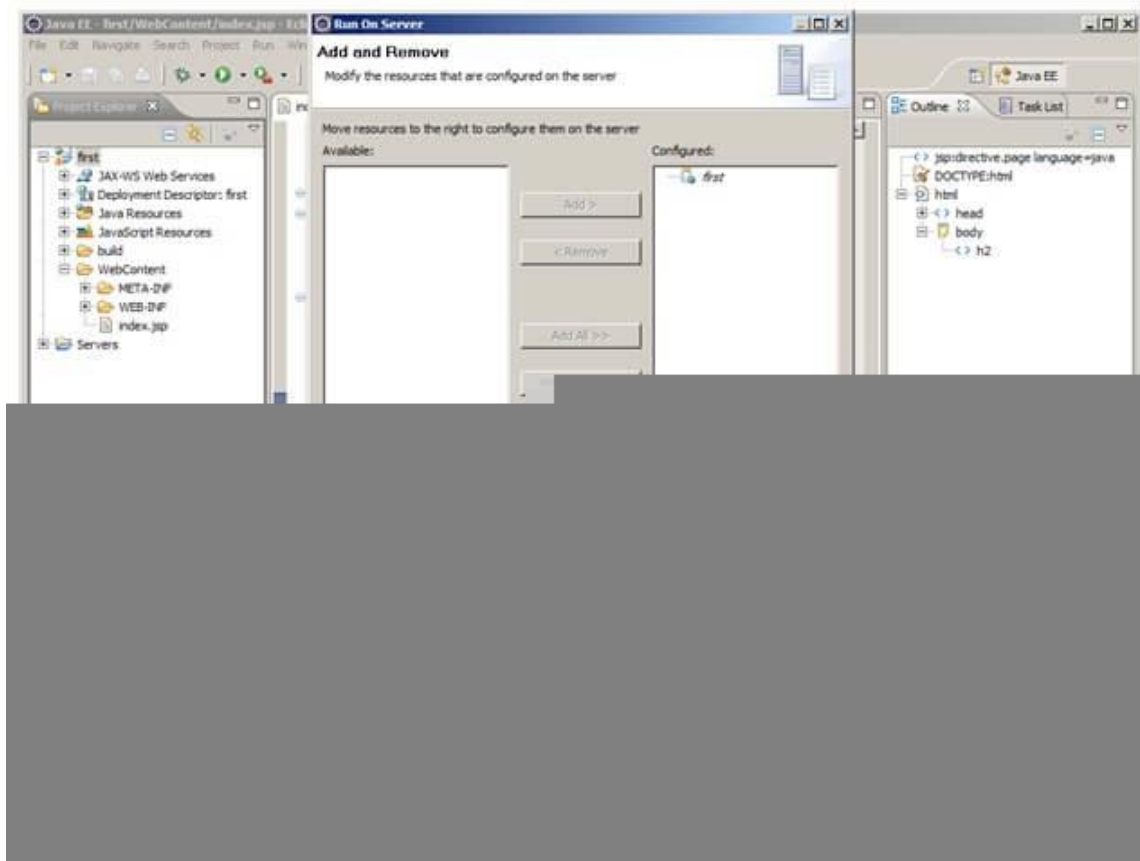 Java EE - first/WebContent/index.jsp - Ecli
Run On Server
File Edit Navigate Search Project Run Win
Add and Remove
Modify the resources that are configured on the server
Java EE
Project Explorer
Outline
Task List
Move resources to the right to configure them on the server
Available:
Configured:
first
JAX-WS Web Services
Deployment Descriptor: first
Java Resources
JavaScript Resources
build
WebContent
META-INF
WEB-INF
index.jsp
Servers
Add >
< Remove
Add All >>
first
jsp:directive.page language=java
DOCTYPE:html
html
head
body
h2